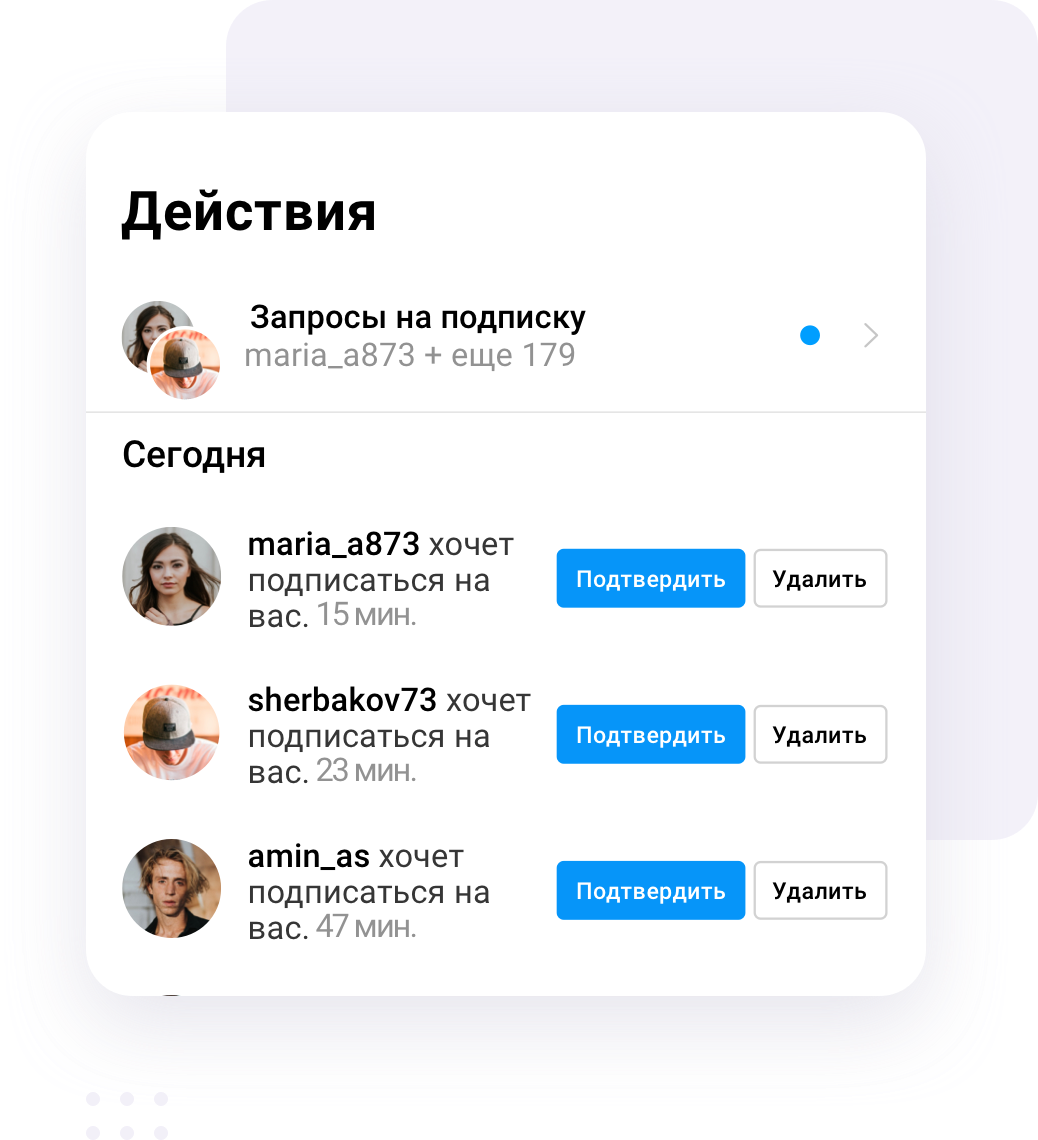 Действия
Запросы на подписку
maria_a873 + еще 179
Сегодня
maria_a873 хочет
подписаться на
вас. 15 мин.
Подтвердить
Удалить
sherbakov73 хочет
подписаться на
вас. 23 мин.
Подтвердить
Удалить
amin_as хочет
подписаться на
вас. 47 мин.
Подтвердить
Удалить